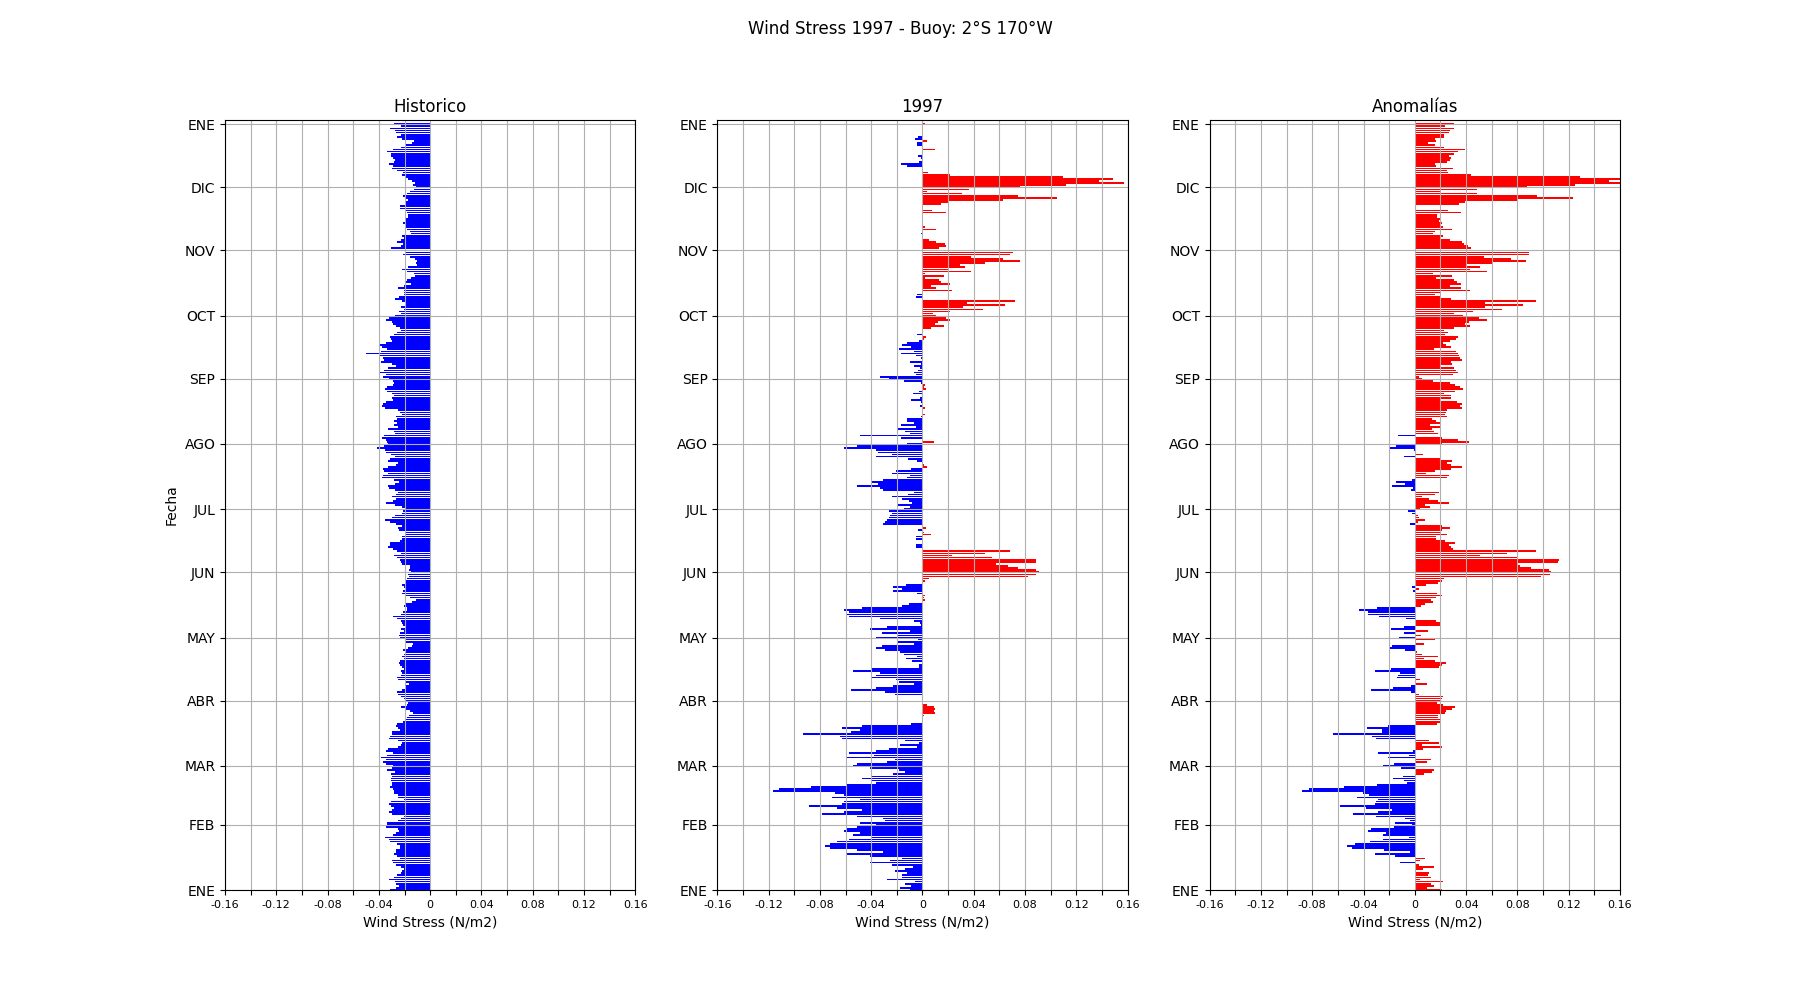 Wind Stress 1997 - Buoy: 2°S 170°W
Historico
ENE
DIC
NOV
OCT
SEP
AGO
JUL
JUN
MAY
ABR
MAR
FEB
ENE
Fecha
-0.16 -0.12 -0.08 -0.04 0 0.04 0.08 0.12 0.16
Wind Stress (N/m2)
1997
ENE
DIC
NOV
OCT
SEP
AGO
JUL
JUN
MAY
ABR
MAR
FEB
ENE
-0.16 -0.12 -0.08 -0.04 0 0.04 0.08 0.12 0.16
Wind Stress (N/m2)
Anomalías
ENE
DIC
NOV
OCT
SEP
AGO
JUL
JUN
MAY
ABR
MAR
FEB
ENE
-0.16 -0.12 -0.08 -0.04 0 0.04 0.08 0.12 0.16
Wind Stress (N/m2)